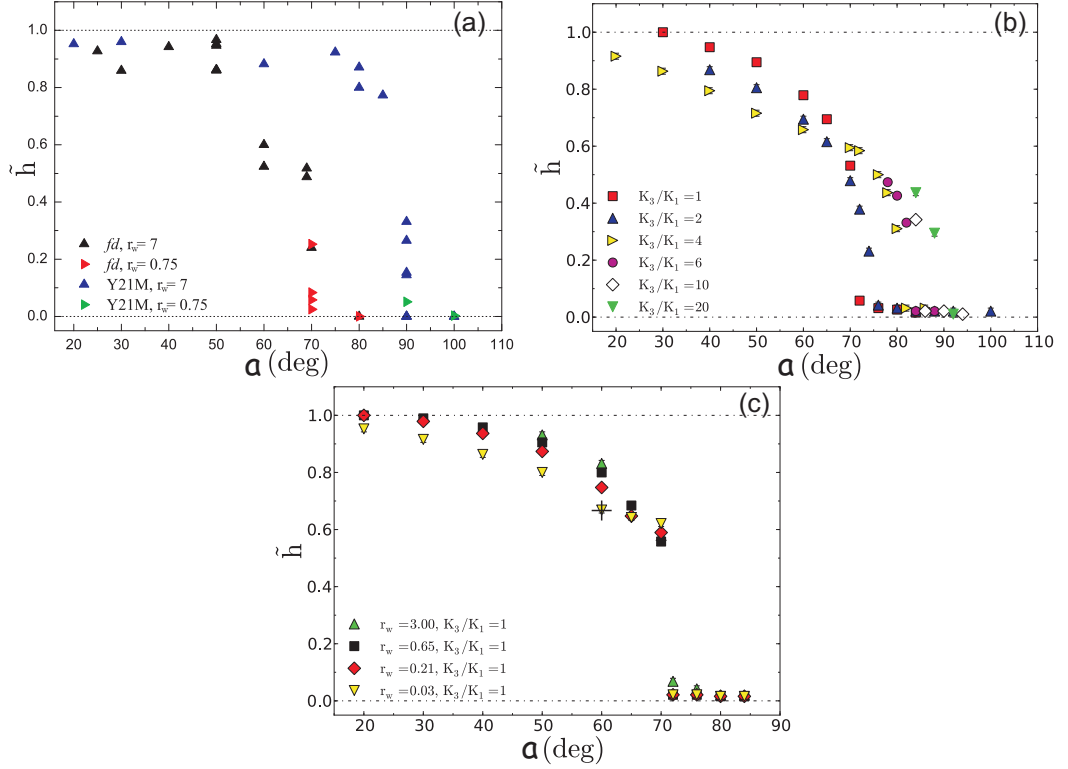 (a)
1.0
0.8
0.6
0.4
0.2
0.0
h̃
fd, r_w = 7
fd, r_w = 0.75
Y21M, r_w = 7
Y21M, r_w = 0.75
20 30 40 50 60 70 80 90 100 110
α (deg)
(b)
1.0
0.8
0.6
0.4
0.2
0.0
h̃
K_3/K_1 = 1
K_3/K_1 = 2
K_3/K_1 = 4
K_3/K_1 = 6
K_3/K_1 = 10
K_3/K_1 = 20
20 30 40 50 60 70 80 90 100 110
α (deg)
(c)
1.0
0.8
0.6
0.4
0.2
0.0
h̃
r_w = 3.00, K_3/K_1 = 1
r_w = 0.65, K_3/K_1 = 1
r_w = 0.21, K_3/K_1 = 1
r_w = 0.03, K_3/K_1 = 1
20 30 40 50 60 70 80 90
α (deg)